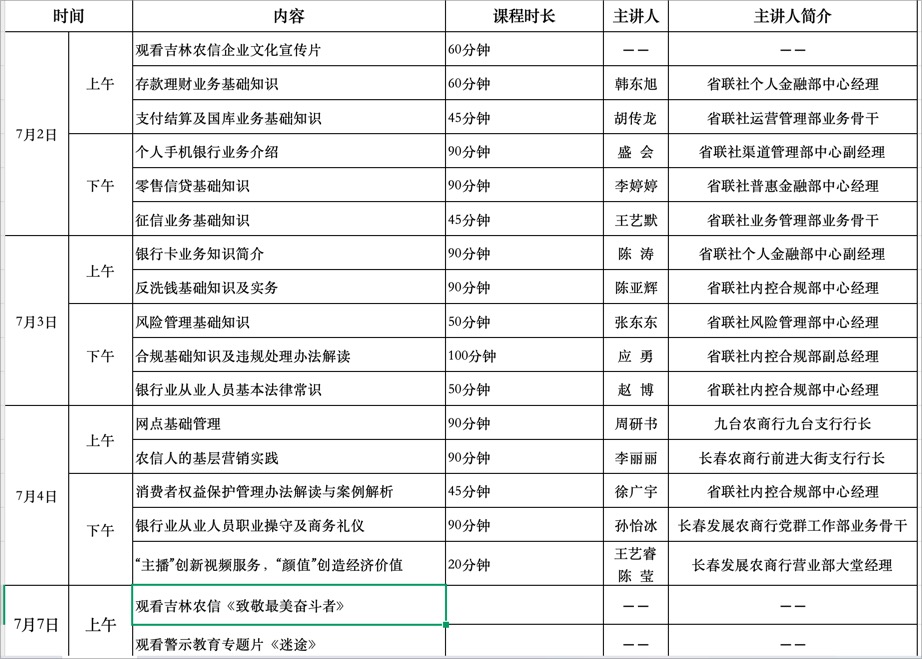 时间 内容 课程时长 主讲人 主讲人简介
7月2日 上午 观看吉林农信企业文化宣传片 60分钟 —— ——
存款理财业务基础知识 60分钟 韩东旭 省联社个人金融部中心经理
支付结算及国库业务基础知识 45分钟 胡传龙 省联社运营管理部业务骨干
下午 个人手机银行业务介绍 90分钟 盛 会 省联社渠道管理部中心副经理
零售信贷基础知识 90分钟 李婷婷 省联社普惠金融部中心经理
征信业务基础知识 45分钟 王艺默 省联社业务管理部业务骨干
7月3日 上午 银行卡业务知识简介 90分钟 陈 涛 省联社个人金融部中心副经理
反洗钱基础知识及实务 90分钟 陈亚辉 省联社内控合规部中心经理
下午 风险管理基础知识 50分钟 张东东 省联社风险管理部中心经理
合规基础知识及违规处理办法解读 100分钟 应 勇 省联社内控合规部副总经理
银行业从业人员基本法律常识 50分钟 赵 博 省联社内控合规部中心经理
7月4日 上午 网点基础管理 90分钟 周研书 九台农商行九台支行行长
农信人的基层营销实践 90分钟 李丽丽 长春农商行前进大街支行行长
下午 消费者权益保护管理办法解读与案例解析 45分钟 徐广宇 省联社内控合规部中心经理
银行业从业人员职业操守及商务礼仪 90分钟 孙怡冰 长春发展农商行党群工作部业务骨干
“主播”创新视频服务，“颜值”创造经济价值 20分钟 王艺睿 长春发展农商行营业部大堂经理
陈 莹
7月7日 上午 观看吉林农信《致敬最美奋斗者》 —— ——
观看警示教育专题片《迷途》 —— ——